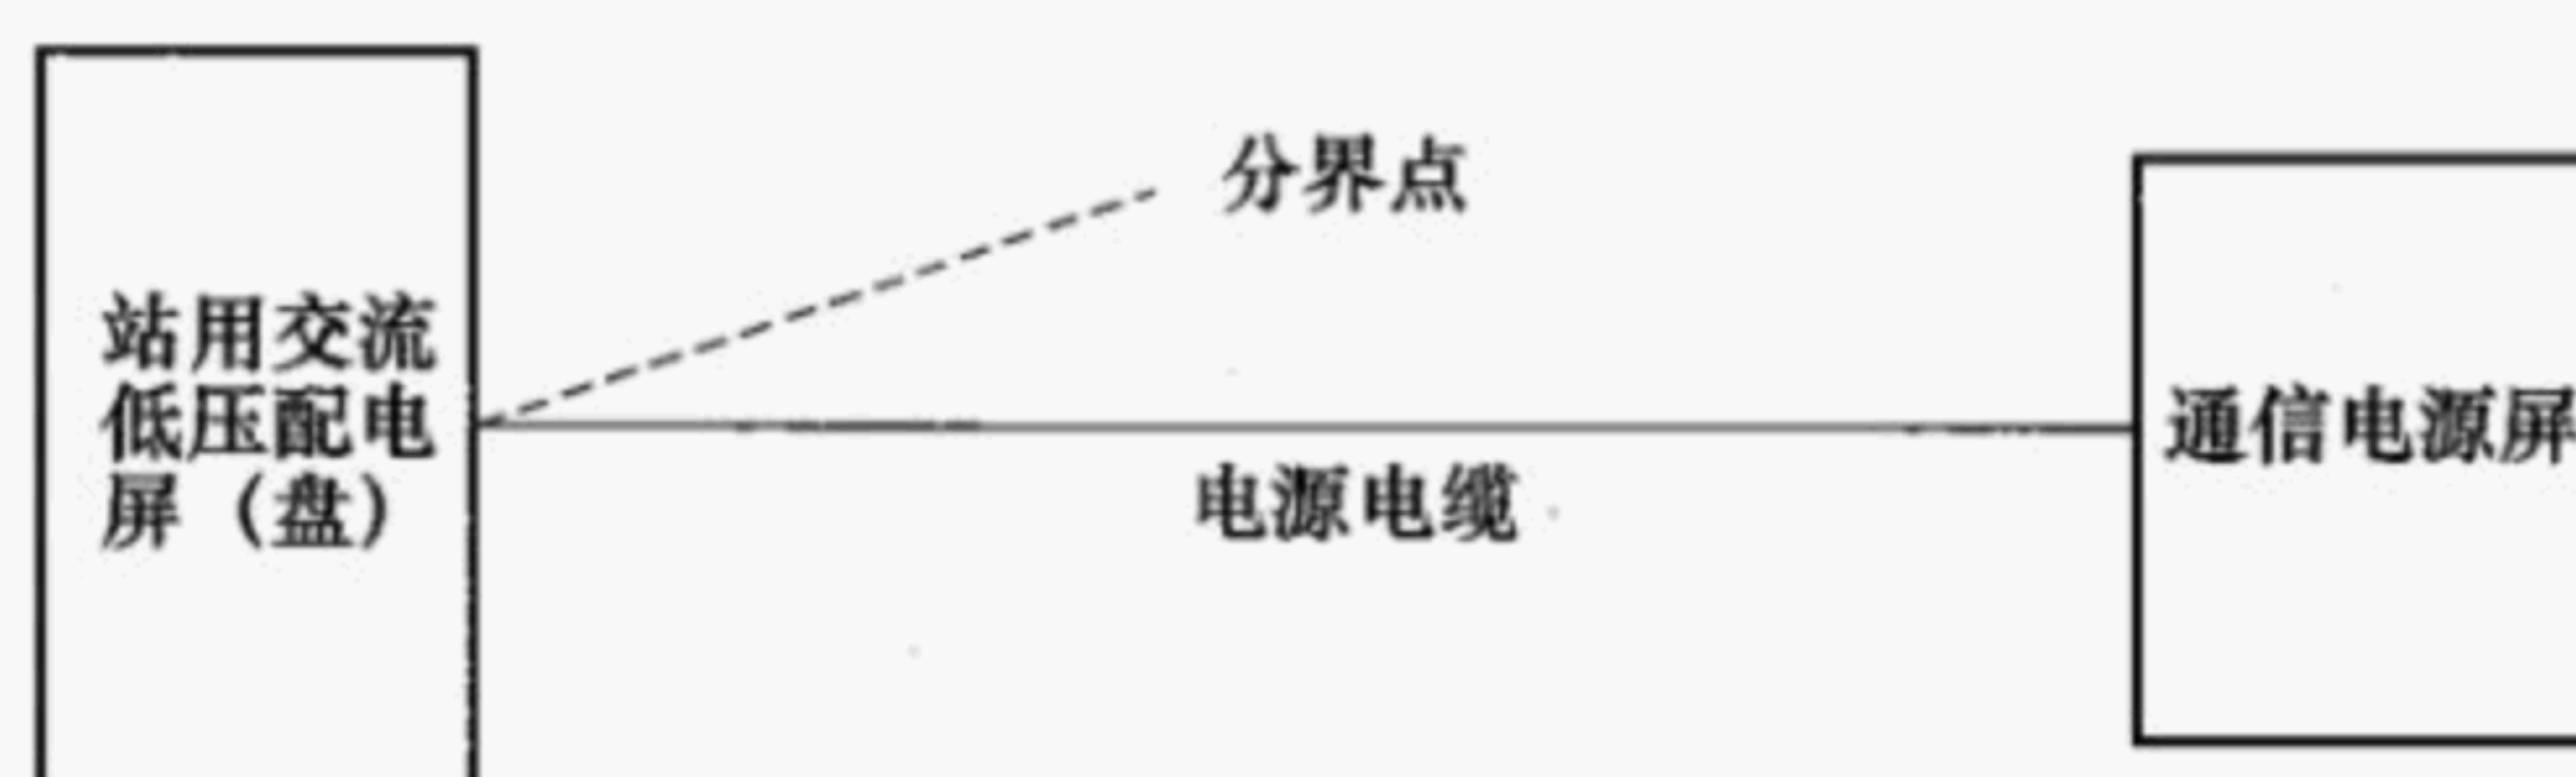 分界点
站用交流
低压配电
屏（盘）
电源电缆
通信电源屏